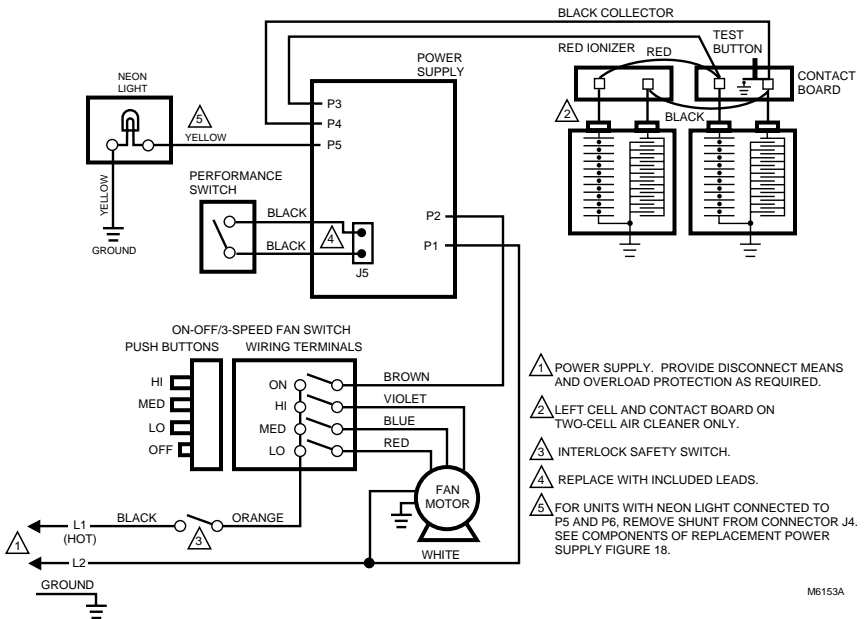 BLACK COLLECTOR
RED IONIZER
RED
TEST
BUTTON
CONTACT
BOARD
BLACK
2
POWER
SUPPLY
P3
P4
P5
P2
P1
NEON
LIGHT
5
YELLOW
YELLOW
GROUND
PERFORMANCE
SWITCH
BLACK
BLACK
4
J5
ON-OFF/3-SPEED FAN SWITCH
PUSH BUTTONS
WIRING TERMINALS
HI
MED
LO
OFF
ON
HI
MED
LO
BROWN
VIOLET
BLUE
RED
FAN
MOTOR
L1
(HOT)
BLACK
ORANGE
3
1
L2
WHITE
GROUND
1 POWER SUPPLY. PROVIDE DISCONNECT MEANS
AND OVERLOAD PROTECTION AS REQUIRED.
2 LEFT CELL AND CONTACT BOARD ON
TWO-CELL AIR CLEANER ONLY.
3 INTERLOCK SAFETY SWITCH.
4 REPLACE WITH INCLUDED LEADS.
5 FOR UNITS WITH NEON LIGHT CONNECTED TO
P5 AND P6, REMOVE SHUNT FROM CONNECTOR J4.
SEE COMPONENTS OF REPLACEMENT POWER
SUPPLY FIGURE 18.
M6153A